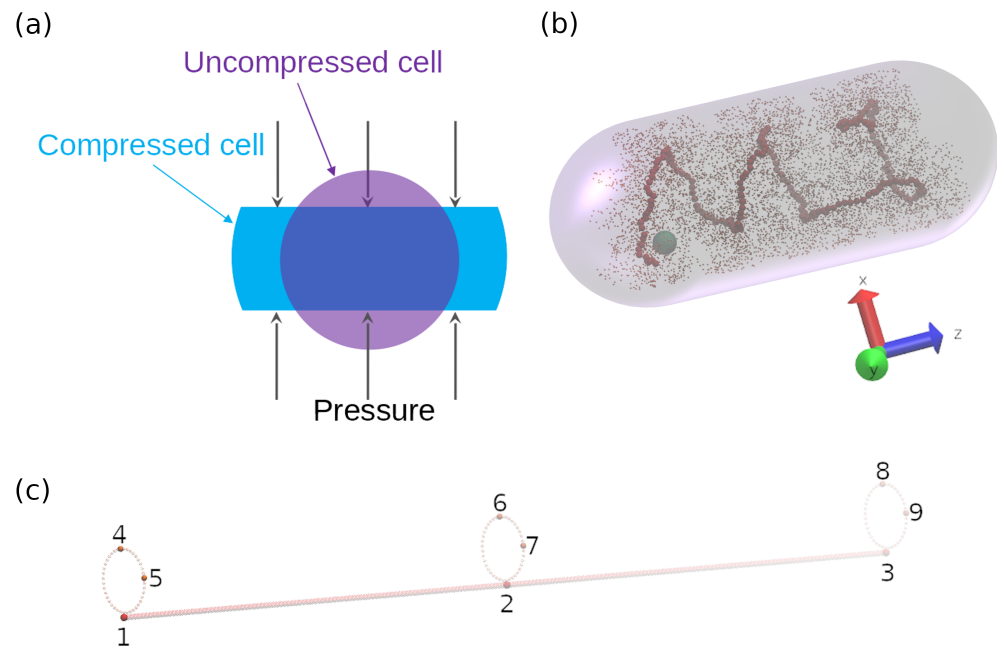 (a)
Uncompressed cell
Compressed cell
Pressure
(b)
x
z
y
(c)
4
5
1
6
7
2
8
9
3